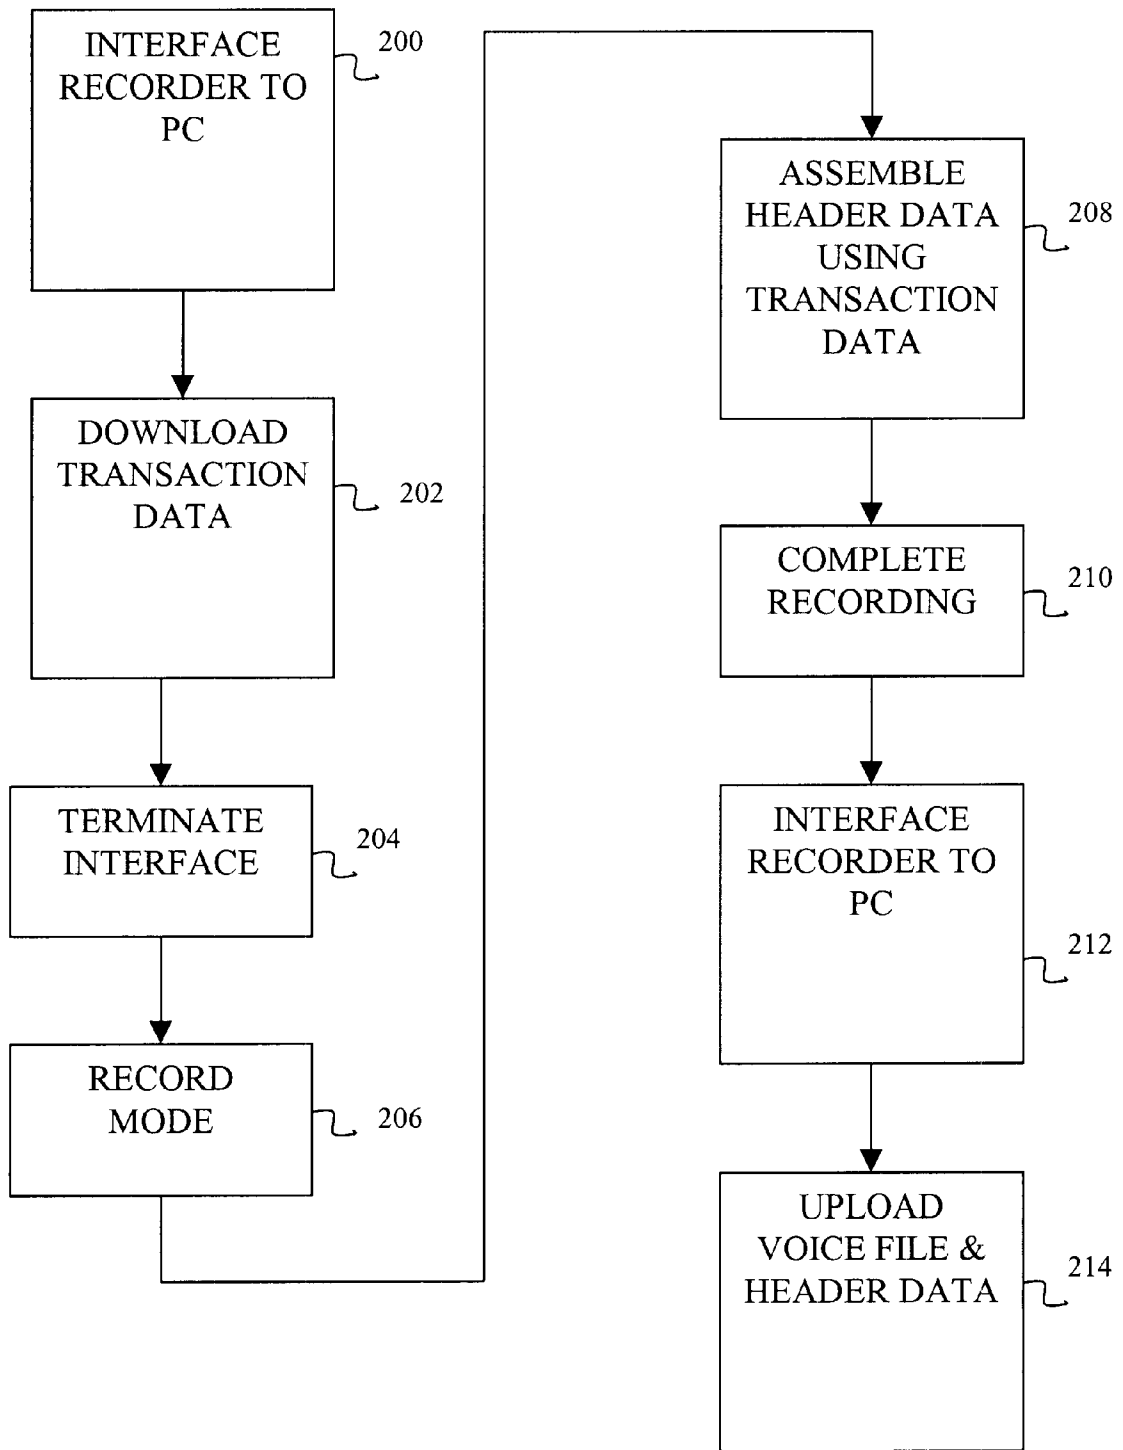 INTERFACE
RECORDER TO
PC
200
DOWNLOAD
TRANSACTION
DATA
202
TERMINATE
INTERFACE
204
RECORD
MODE
206
ASSEMBLE
HEADER DATA
USING
TRANSACTION
DATA
208
COMPLETE
RECORDING
210
INTERFACE
RECORDER TO
PC
212
UPLOAD
VOICE FILE &
HEADER DATA
214